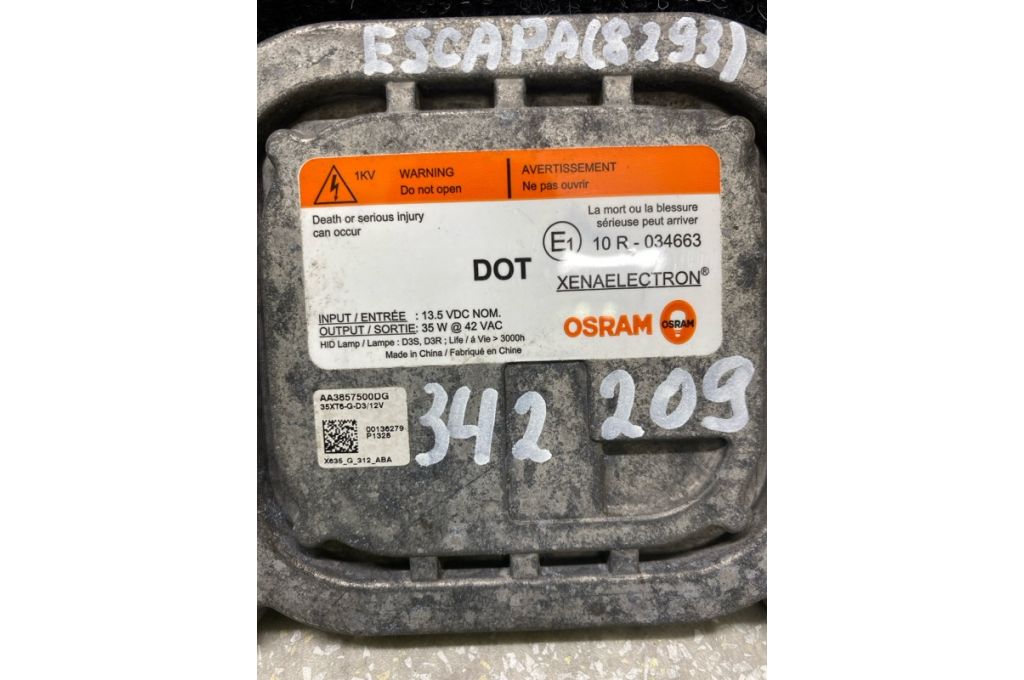 ESCAPA(8293)
1KV
WARNING
Do not open
AVERTISSEMENT
Ne pas ouvrir
Death or serious injury
can occur
La mort ou la blessure
sérieuse peut arriver
E1 10 R - 034663
DOT
XENAELECTRON®
INPUT / ENTRÉE : 13.5 VDC NOM.
OUTPUT / SORTIE: 35 W @ 42 VAC
HID Lamp / Lampe : D3S, D3R ; Life / á Vie > 3000h
Made in China / Fabriqué en Chine
OSRAM
OSRAM
AA3857500DG
35XT6-G-D3/12V
00136279
P1328
X635_G_312_ABA
342 209